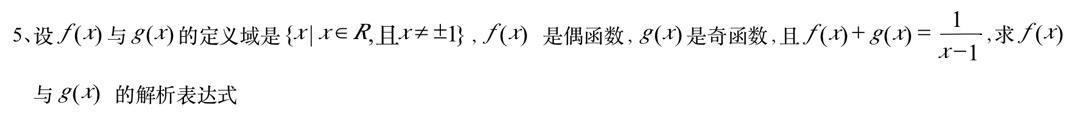 5、设 f(x) 与 g(x) 的定义域是 {x| x∈R,且x≠±1} , f(x) 是偶函数, g(x) 是奇函数,且 f(x)+g(x)=\frac{1}{x-1},求 f(x)
与 g(x) 的解析表达式